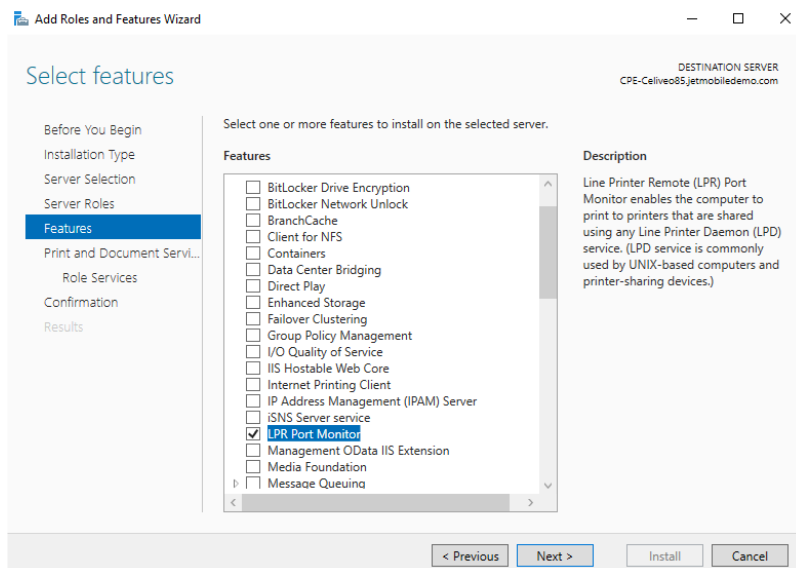 Add Roles and Features Wizard
Select features
DESTINATION SERVER
CPE-Celiveo85.jetmobiledemo.com
Before You Begin
Installation Type
Server Selection
Server Roles
Features
Print and Document Servi...
Role Services
Confirmation
Results
Select one or more features to install on the selected server.
Features
BitLocker Drive Encryption
BitLocker Network Unlock
BranchCache
Client for NFS
Containers
Data Center Bridging
Direct Play
Enhanced Storage
Failover Clustering
Group Policy Management
I/O Quality of Service
IIS Hostable Web Core
Internet Printing Client
IP Address Management (IPAM) Server
iSNS Server service
LPR Port Monitor
Management OData IIS Extension
Media Foundation
Message Queuing
Description
Line Printer Remote (LPR) Port
Monitor enables the computer to
print to printers that are shared
using any Line Printer Daemon (LPD)
service. (LPD service is commonly
used by UNIX-based computers and
printer-sharing devices.)
< Previous
Next >
Install
Cancel